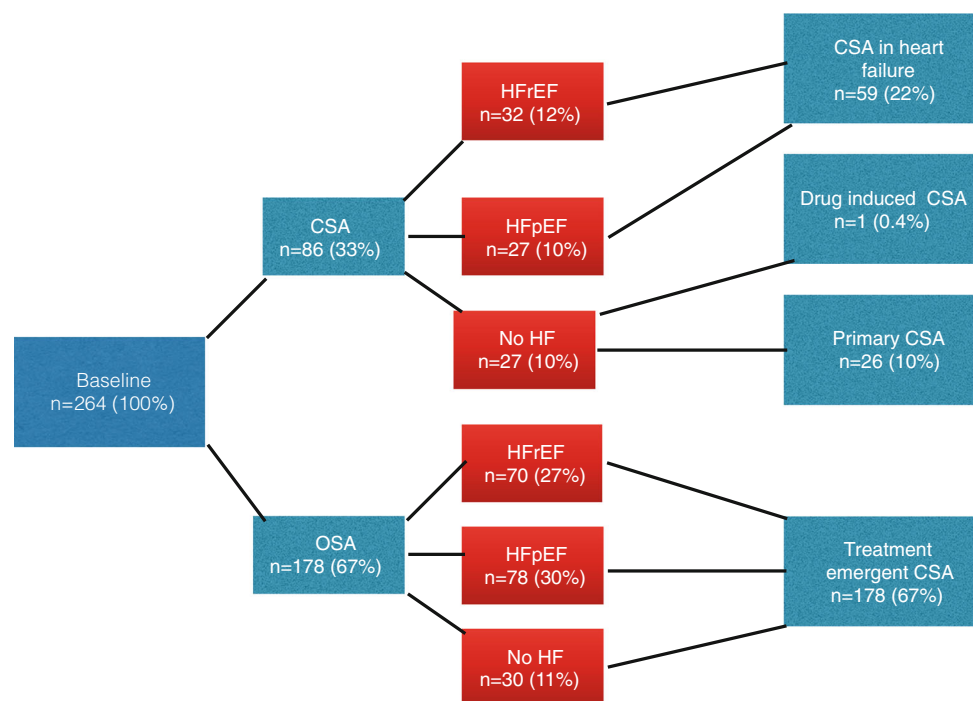 Baseline
n=264 (100%)
CSA
n=86 (33%)
OSA
n=178 (67%)
HFrEF
n=32 (12%)
HFpEF
n=27 (10%)
No HF
n=27 (10%)
HFrEF
n=70 (27%)
HFpEF
n=78 (30%)
No HF
n=30 (11%)
CSA in heart
failure
n=59 (22%)
Drug induced CSA
n=1 (0.4%)
Primary CSA
n=26 (10%)
Treatment
emergent CSA
n=178 (67%)